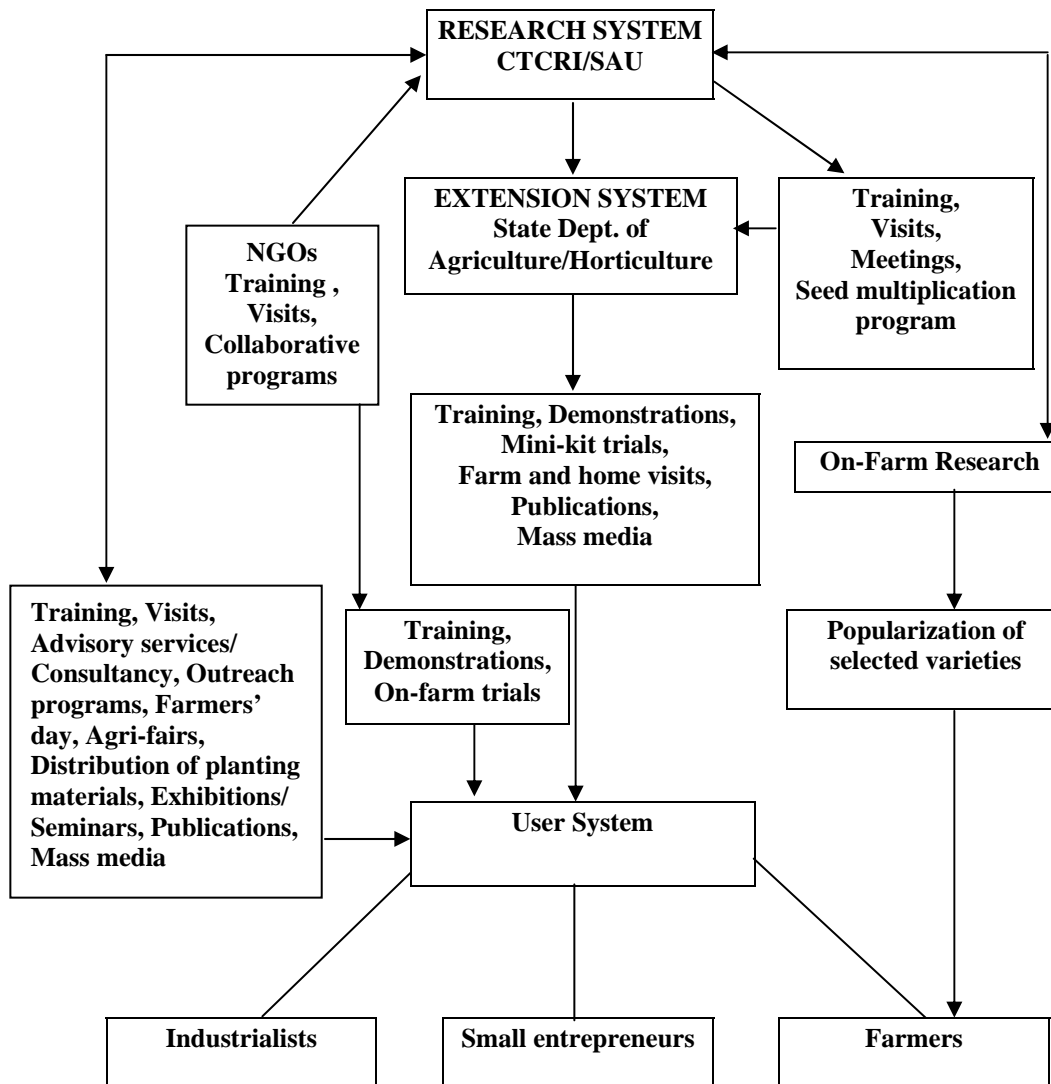 RESEARCH SYSTEM
CTCRI/SAU
EXTENSION SYSTEM
State Dept. of
Agriculture/Horticulture
Training,
Visits,
Meetings,
Seed multiplication
program
NGOs
Training ,
Visits,
Collaborative
programs
Training, Demonstrations,
Mini-kit trials,
Farm and home visits,
Publications,
Mass media
On-Farm Research
Training, Visits,
Advisory services/
Consultancy, Outreach
programs, Farmers’
day, Agri-fairs,
Distribution of planting
materials, Exhibitions/
Seminars, Publications,
Mass media
Training,
Demonstrations,
On-farm trials
Popularization of
selected varieties
User System
Industrialists
Small entrepreneurs
Farmers